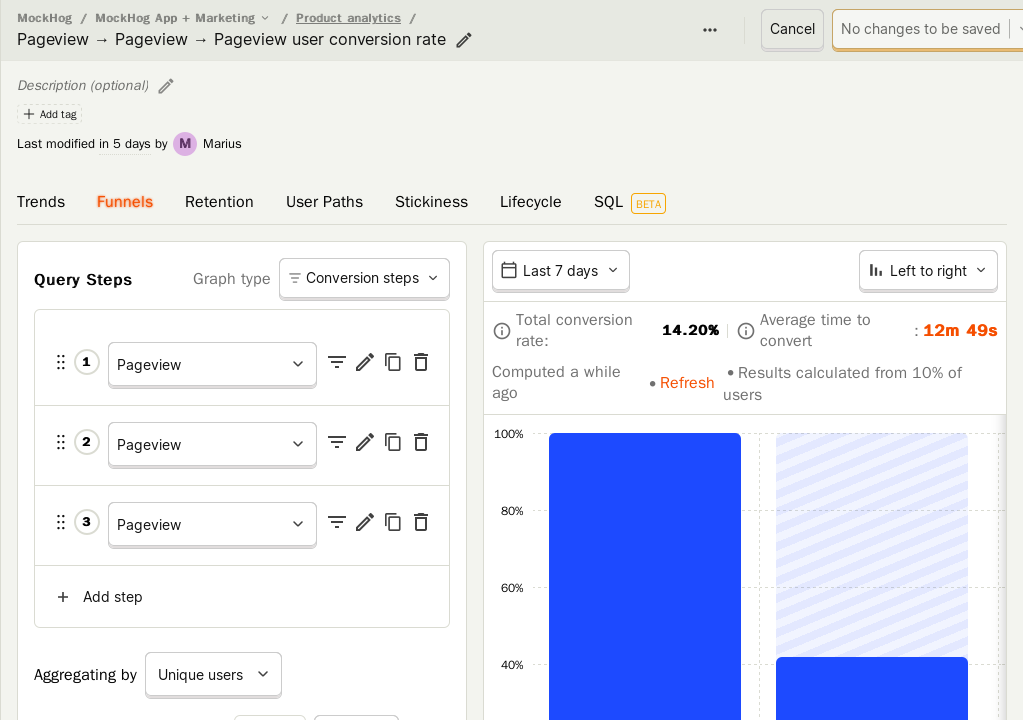 MockHog / MockHog App + Marketing / Product analytics /
Pageview → Pageview → Pageview user conversion rate
Cancel
No changes to be saved
Description (optional)
Add tag
Last modified in 5 days by M Marius
Trends Funnels Retention User Paths Stickiness Lifecycle SQL BETA
Query Steps Graph type Conversion steps
1 Pageview
2 Pageview
3 Pageview
+ Add step
Aggregating by Unique users
Last 7 days Left to right
Total conversion
rate: 14.20%
Average time to
convert : 12m 49s
Computed a while
ago
• Refresh
• Results calculated from 10% of
users
100%
80%
60%
40%